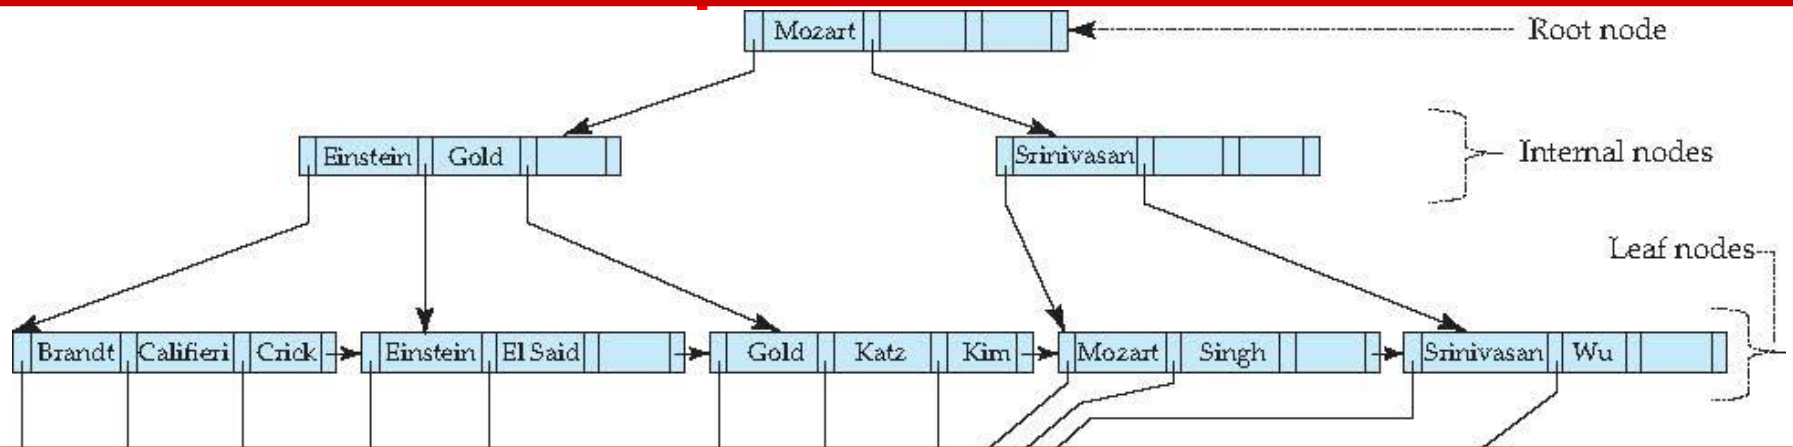 Mozart
Root node
Einstein Gold
Srinivasan
Internal nodes
Leaf nodes
Brandt Califieri Crick
Einstein El Said
Gold Katz Kim
Mozart Singh
Srinivasan Wu